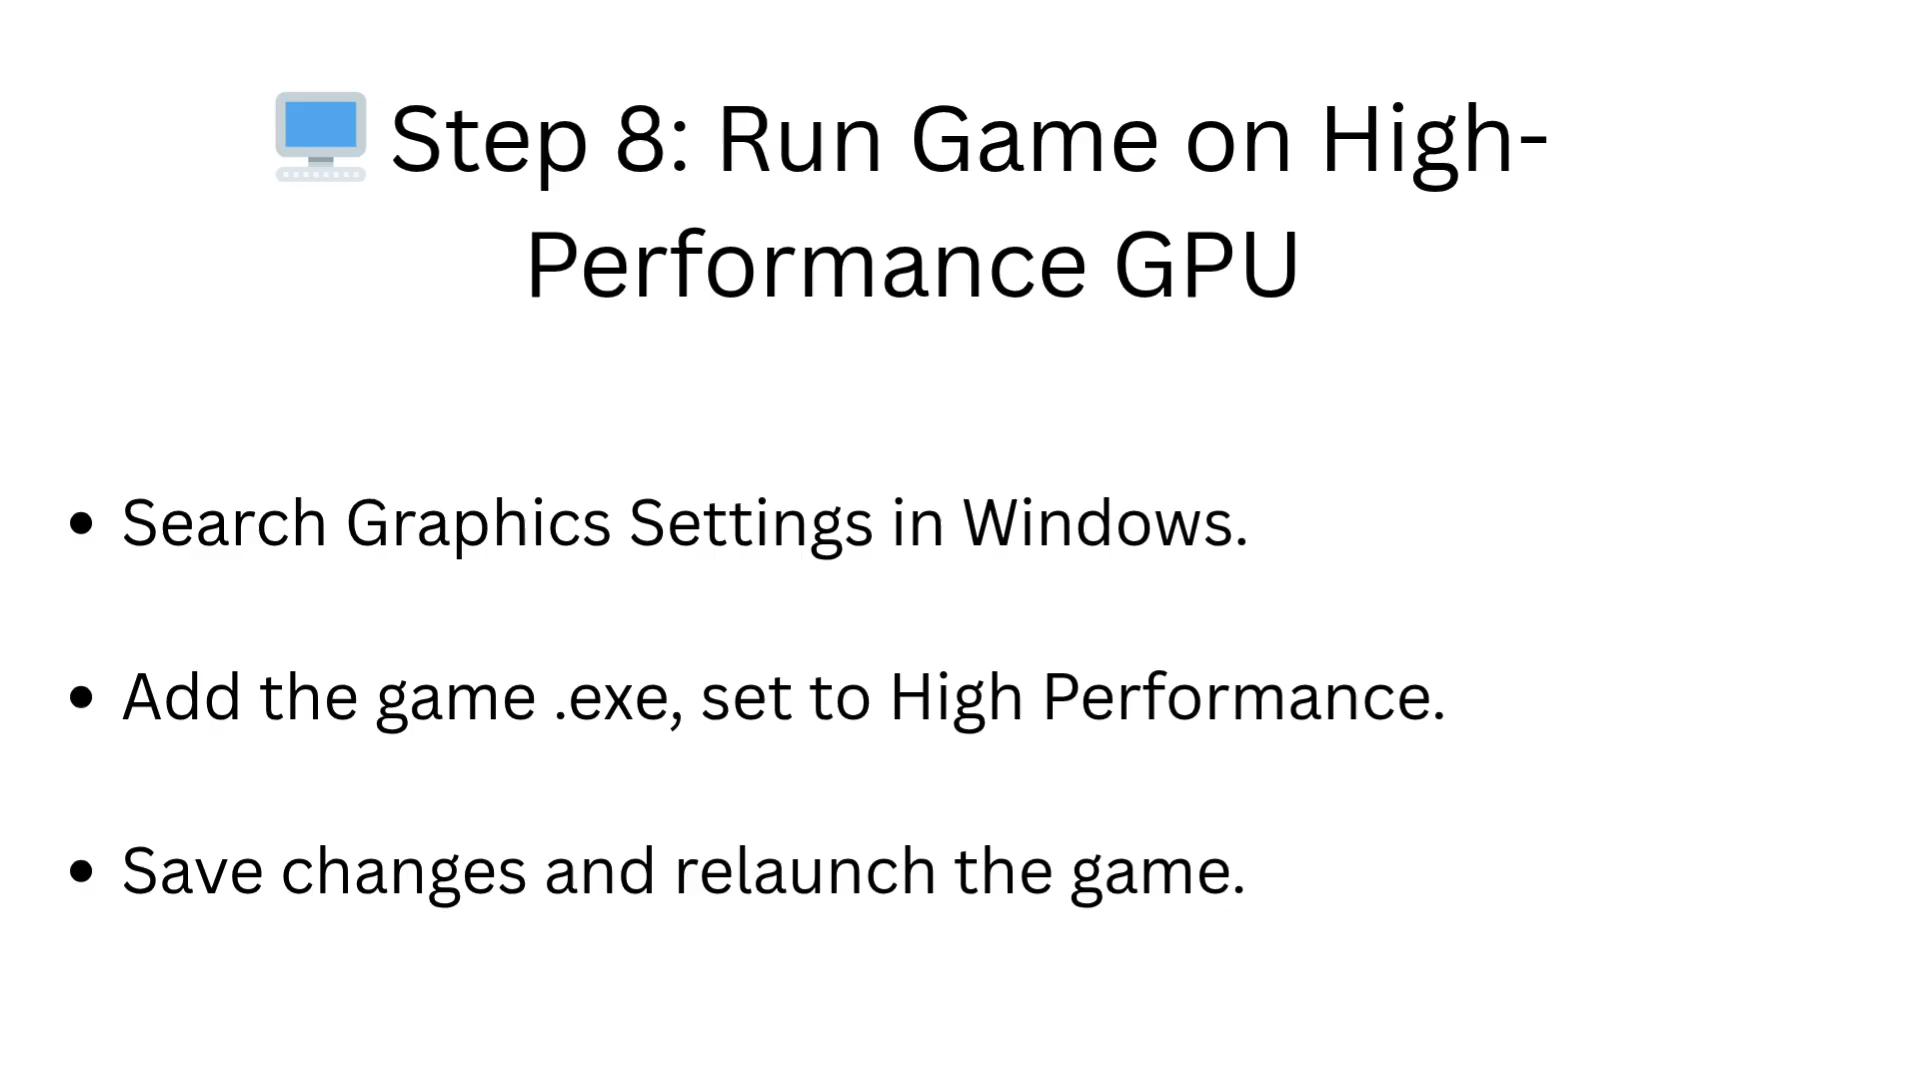 Step 8: Run Game on High-
Performance GPU
• Search Graphics Settings in Windows.
• Add the game .exe, set to High Performance.
• Save changes and relaunch the game.